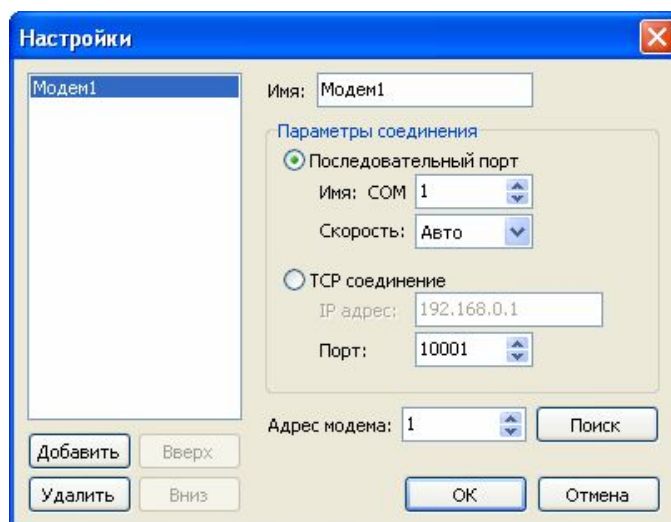 Настройки
Модем1
Имя: Модем1
Параметры соединения
Последовательный порт
Имя: COM 1
Скорость: Авто
TCP соединение
IP адрес: 192.168.0.1
Порт: 10001
Адрес модема: 1 Поиск
Добавить Вверх
Удалить Вниз OK Отмена